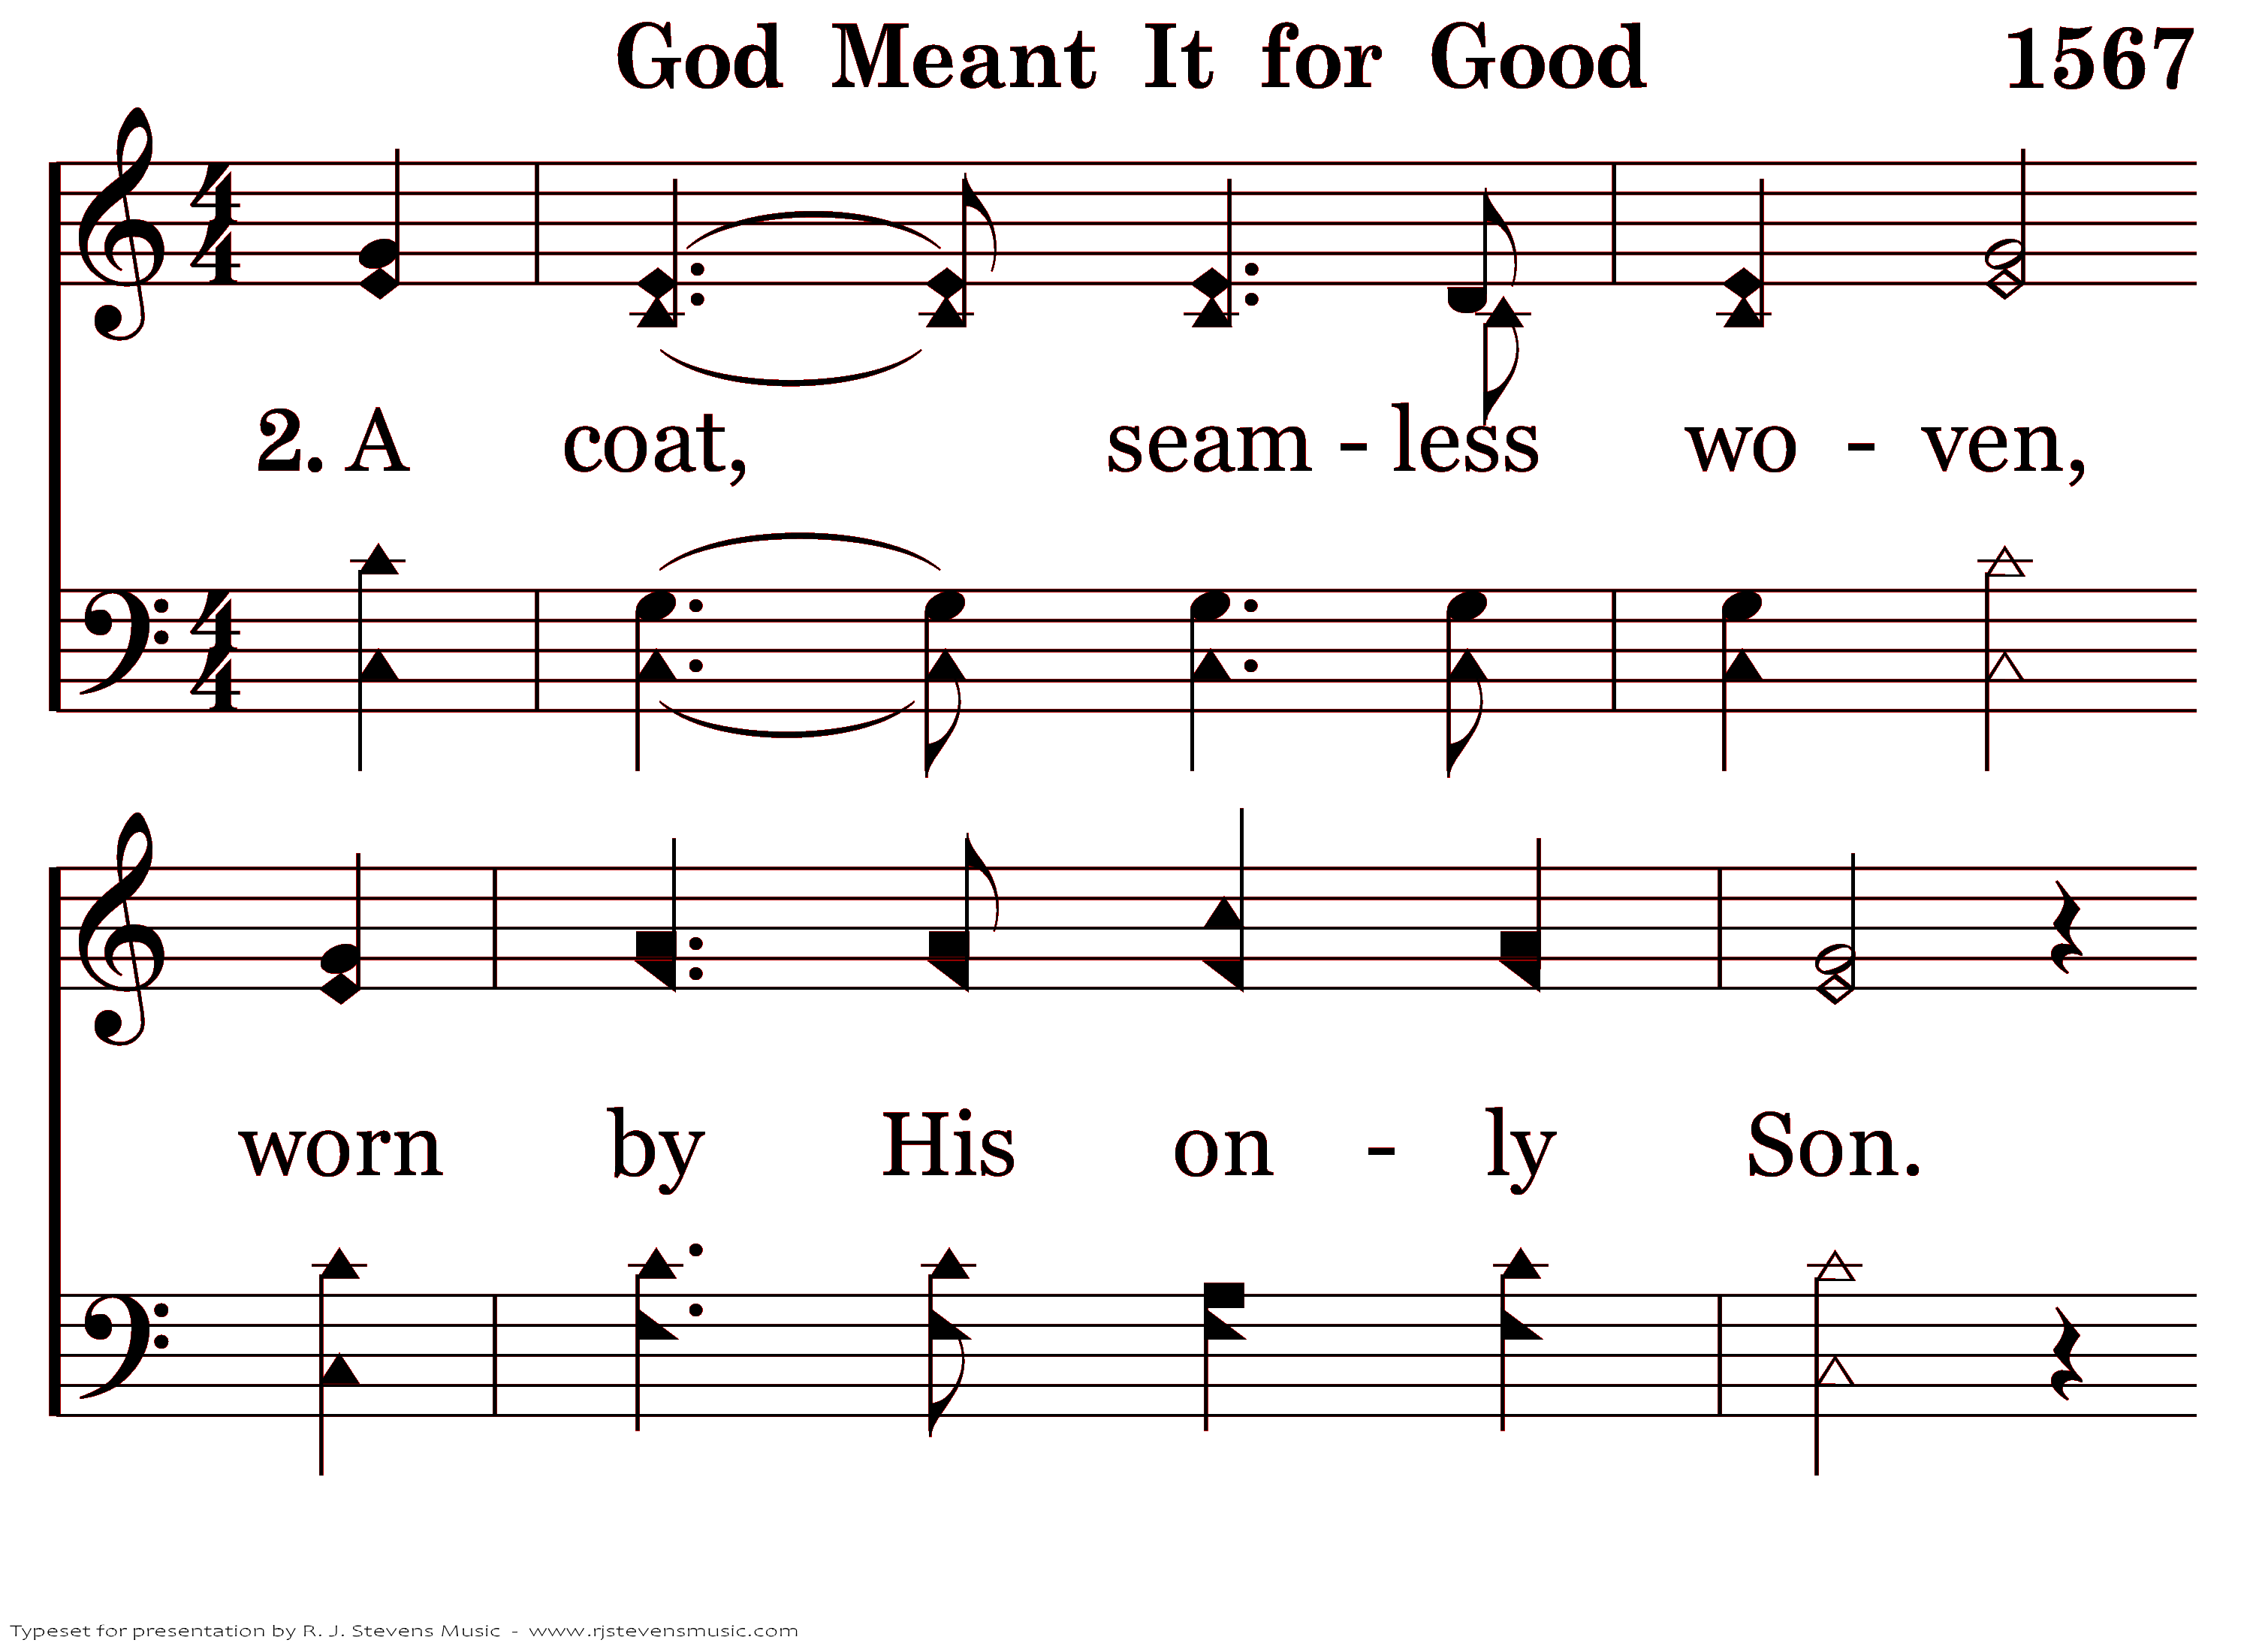 God Meant It for Good 1567
2. A coat, seam - less wo - ven,
worn by His on - ly Son.
Typeset for presentation by R. J. Stevens Music - www.rjstevensmusic.com